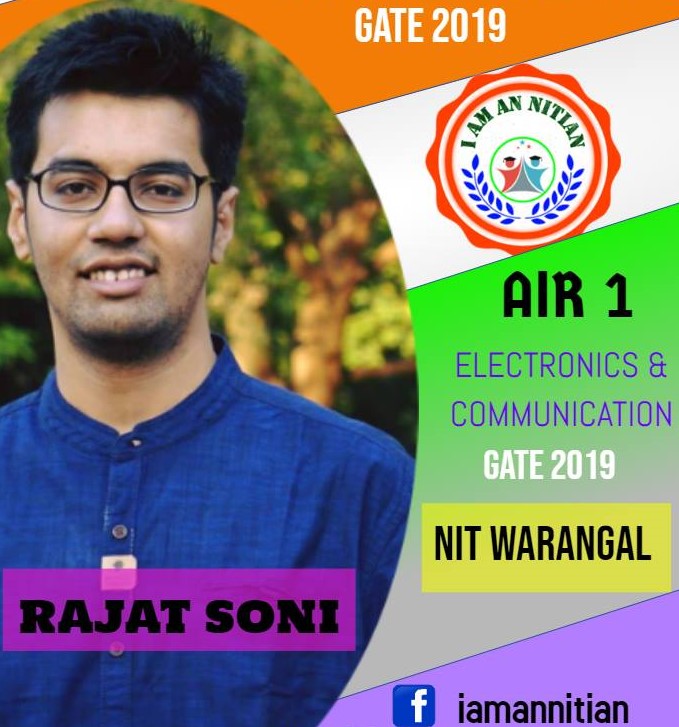 GATE 2019
I AM AN NITIAN
AIR 1
ELECTRONICS &
COMMUNICATION
GATE 2019
NIT WARANGAL
RAJAT SONI
f iamannitian